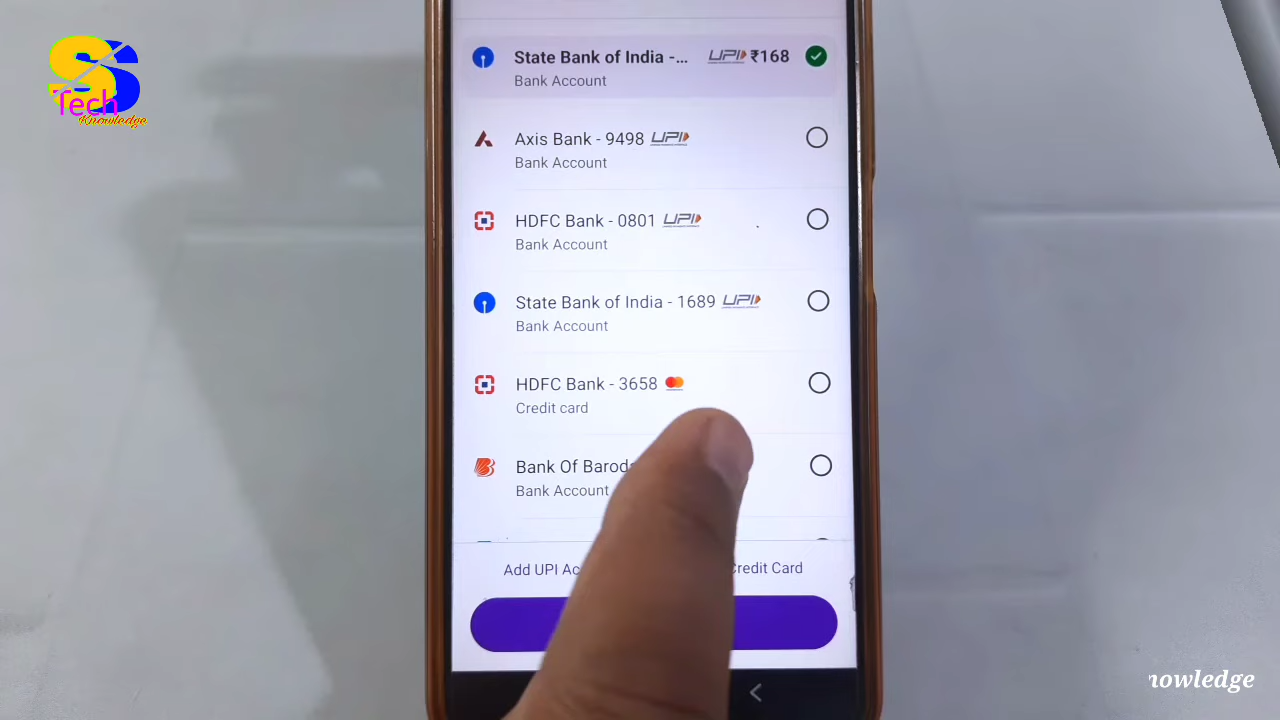 S S
Tech
Knowledge
State Bank of India -... UPI ₹168
Bank Account
Axis Bank - 9498 UPI
Bank Account
HDFC Bank - 0801 UPI
Bank Account
State Bank of India - 1689 UPI
Bank Account
HDFC Bank - 3658
Credit card
Bank Of Barod
Bank Account
Add UPI Ac Credit Card
nowledge